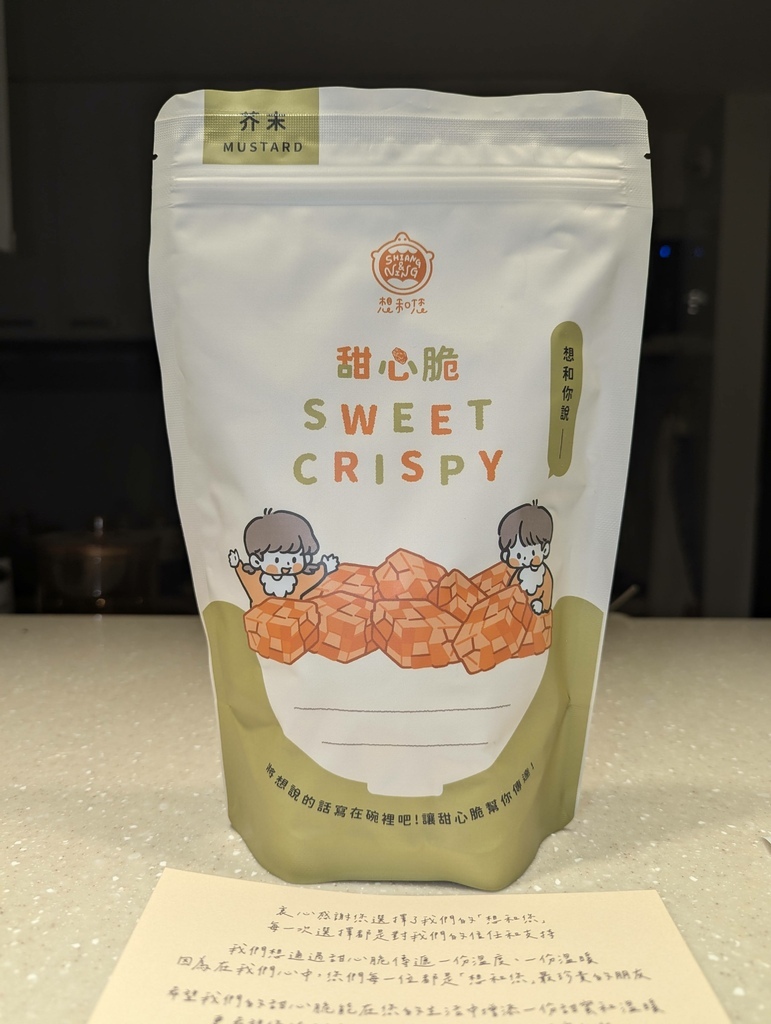 芥末
MUSTARD
SHIANG
&
NING
想和恁
甜心脆
SWEET
CRISPY
想和你說——
將想說的話寫在碗裡吧!讓甜心脆幫你傳達!
衷心感謝您選擇了我們的「想和您」
每一次選擇都是對我們的信任和支持
我們想透過甜心脆傳遞一份溫度、一份溫暖
因為在我們心中,您們每一位都是「想和您」最珍貴的朋友
希望我們的甜心脆能在您的生活中增添一份甜蜜和溫暖